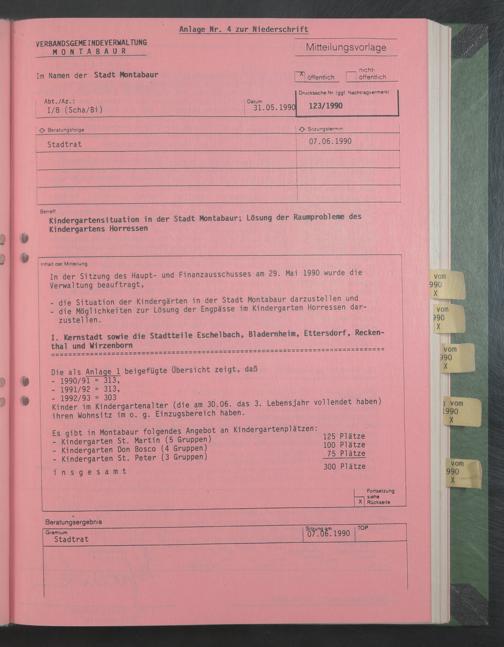 Anlage Nr. 4 zur Niederschrift
VERBANDSGEMEINDEVERWALTUNG
MONTABAUR
Mitteilungsvorlage
Im Namen der Stadt Montabaur
X öffentlich
nicht-
öffentlich
Abt./Az.:
I/B (Scha/Bi)
Datum
31.05.1990
Drucksache Nr. (ggf. Nachtragsvermerk)
123/1990
Beratungsfolge
Sitzungstermin
Stadtrat
07.06.1990
Betreff
Kindergartensituation in der Stadt Montabaur; Lösung der Raumprobleme des
Kindergartens Horressen
Inhalt der Mitteilung
In der Sitzung des Haupt- und Finanzausschusses am 29. Mai 1990 wurde die
Verwaltung beauftragt,
- die Situation der Kindergärten in der Stadt Montabaur darzustellen und
- die Möglichkeiten zur Lösung der Engpässe im Kindergarten Horressen dar-
zustellen.
I. Kernstadt sowie die Stadtteile Eschelbach, Bladernheim, Ettersdorf, Recken-
thal und Wirzenborn
Die als Anlage 1 beigefügte Übersicht zeigt, daß
- 1990/91 = 313,
- 1991/92 = 313,
- 1992/93 = 303
Kinder im Kindergartenalter (die am 30.06. das 3. Lebensjahr vollendet haben)
ihren Wohnsitz im o. g. Einzugsbereich haben.
Es gibt in Montabaur folgendes Angebot an Kindergartenplätzen:
- Kindergarten St. Martin (5 Gruppen) 125 Plätze
- Kindergarten Don Bosco (4 Gruppen) 100 Plätze
- Kindergarten St. Peter (3 Gruppen) 75 Plätze
insgesamt 300 Plätze
X Fortsetzung
siehe
Rückseite
Beratungsergebnis
Gremium
Stadtrat
Sitzung am
07.06.1990
TOP
vom
990
X
vom
990
X
vom
990
X
vom
1990
X
vom
990
X